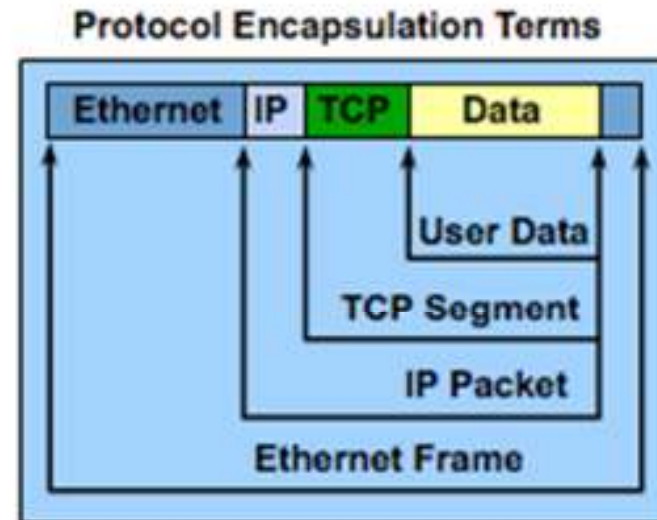 Protocol Encapsulation Terms
Ethernet IP TCP Data
User Data
TCP Segment
IP Packet
Ethernet Frame